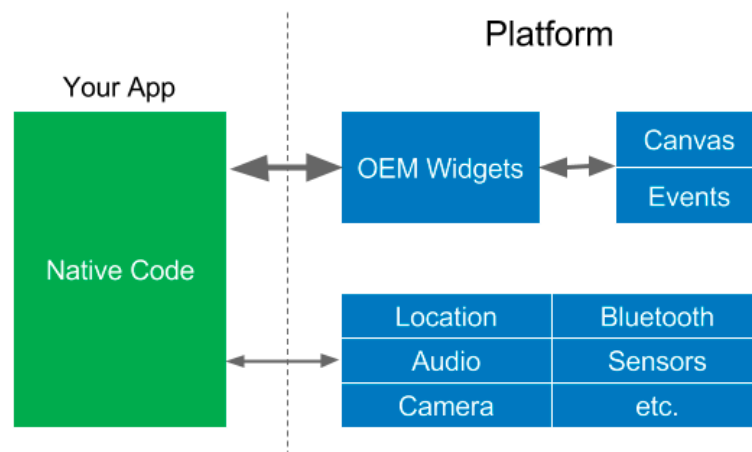 Platform
Your App
Native Code
OEM Widgets
Canvas
Events
Location
Bluetooth
Audio
Sensors
Camera
etc.